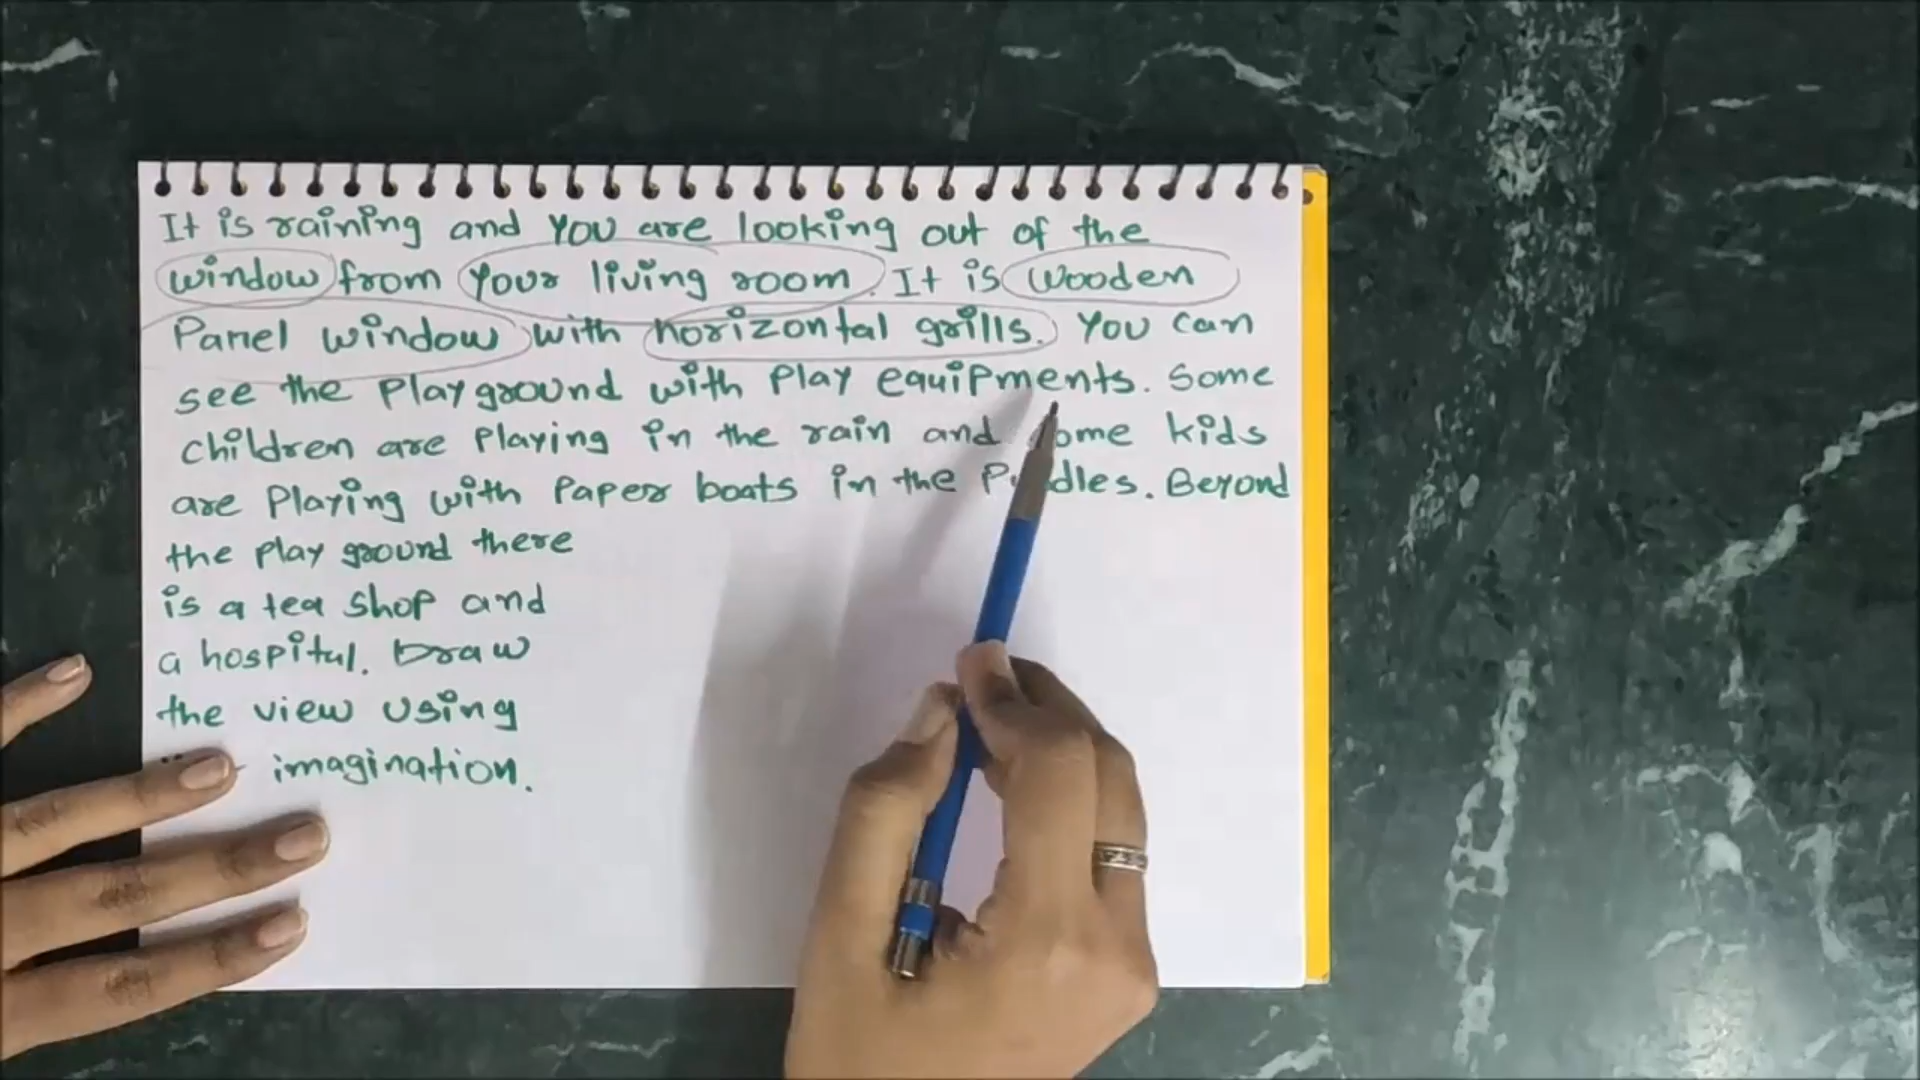 It is raining and you are looking out of the
window from your living room. It is wooden
Panel window with horizontal grills. You can
see the playground with play equipments. Some
children are playing in the rain and some kids
are playing with paper boats in the puddles. Beyond
the play ground there
is a tea shop and
a hospital. Draw
the view using
imagination.